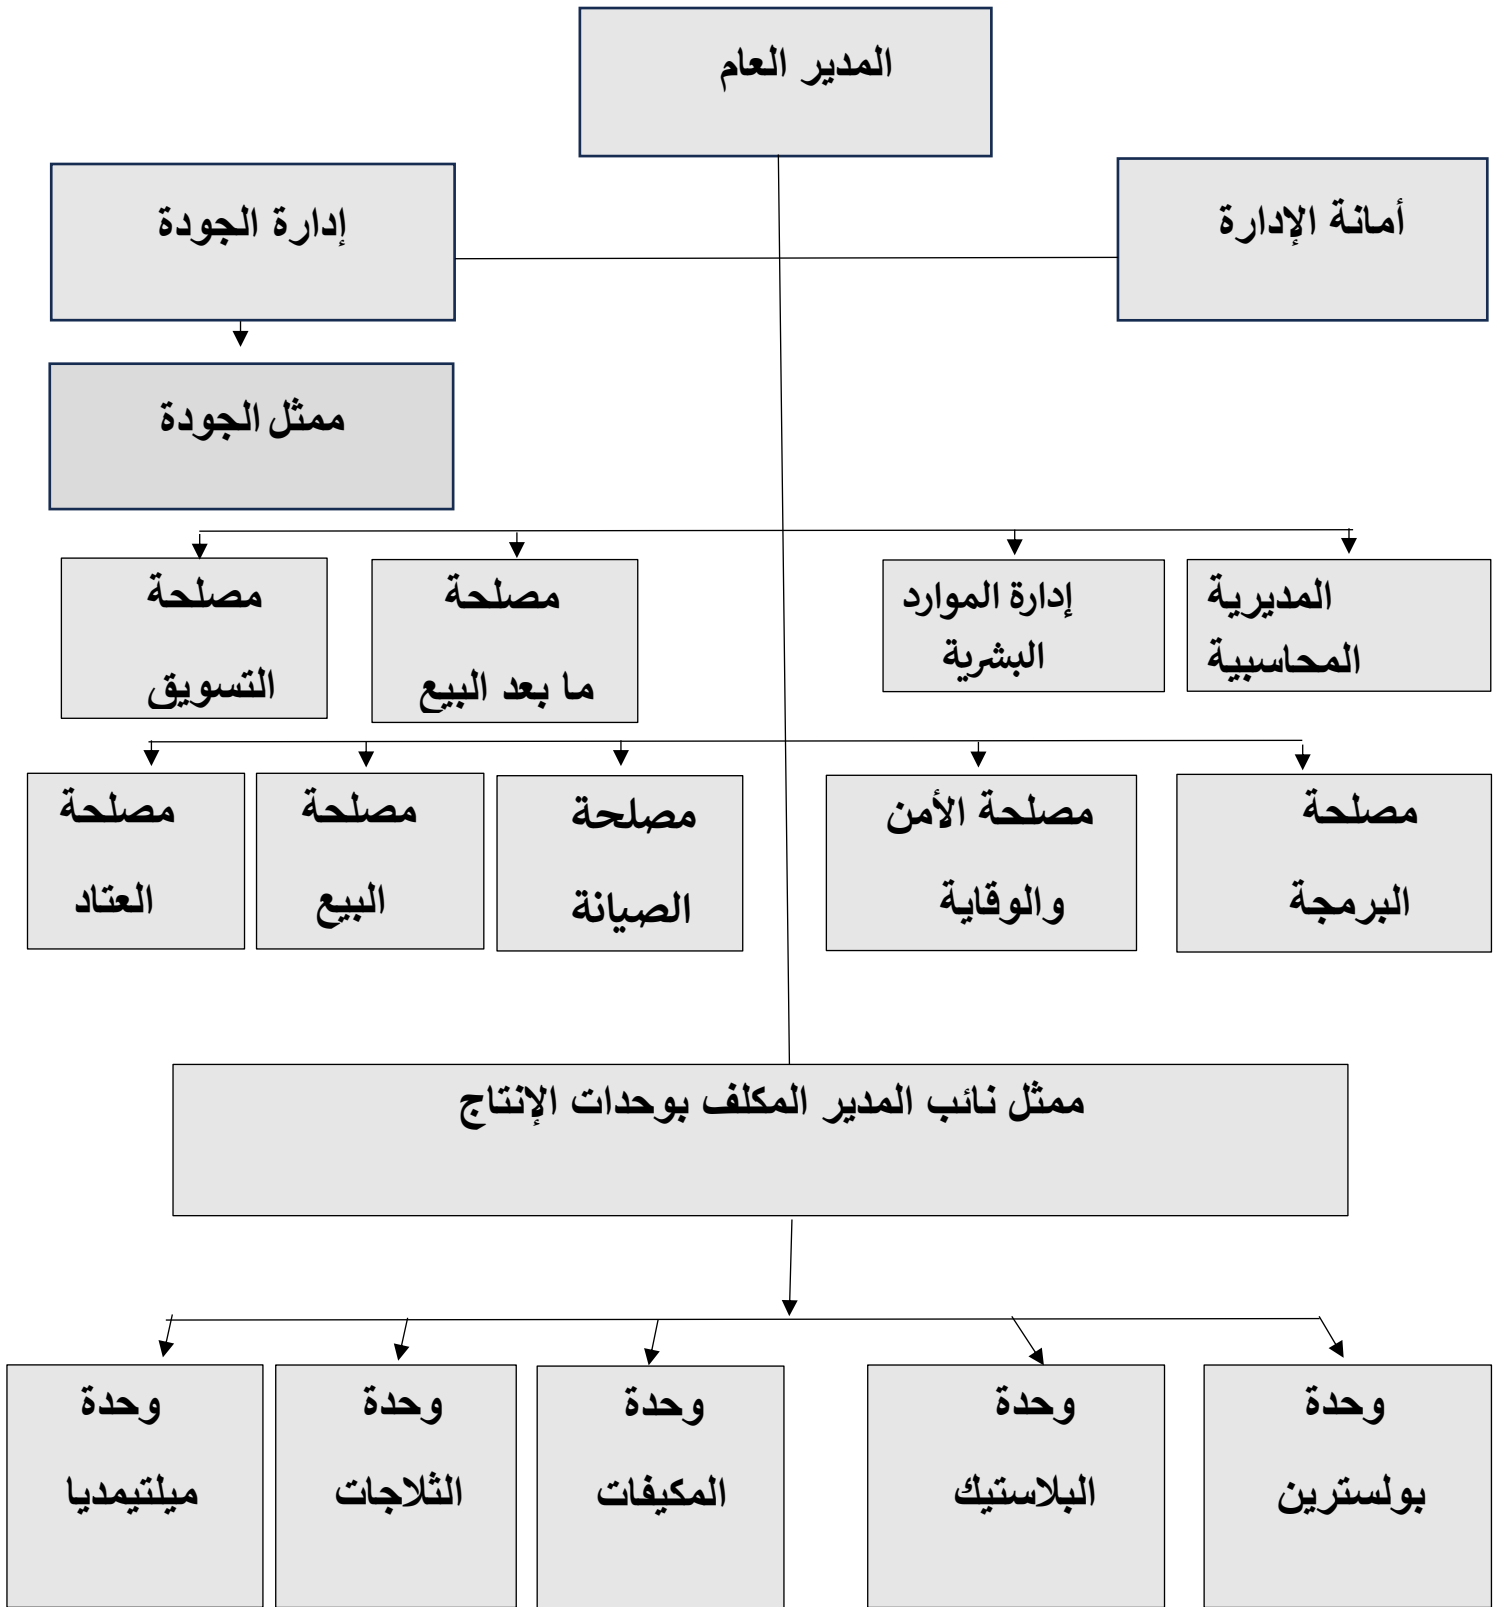 المدير العام
أمانة الإدارة
إدارة الجودة
ممثل الجودة
المديرية
المحاسبية
إدارة الموارد
البشرية
مصلحة
ما بعد البيع
مصلحة
التسويق
مصلحة
البرمجة
مصلحة الأمن
والوقاية
مصلحة
الصيانة
مصلحة
البيع
مصلحة
العتاد
ممثل نائب المدير المكلف بوحدات الإنتاج
وحدة
بولسترين
وحدة
البلاستيك
وحدة
المكيفات
وحدة
الثلاجات
وحدة
ميلتيمديا